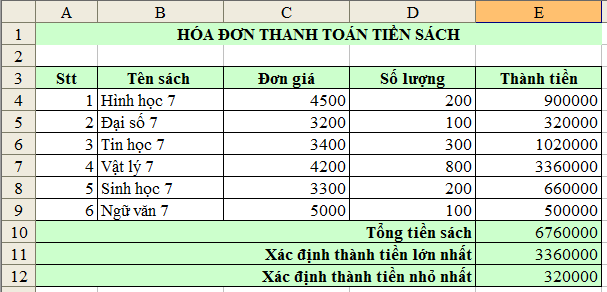 A B C D E
1 HÓA ĐƠN THANH TOÁN TIỀN SÁCH
2
3 Stt Tên sách Đơn giá Số lượng Thành tiền
4 1 Hình học 7 4500 200 900000
5 2 Đại số 7 3200 100 320000
6 3 Tin học 7 3400 300 1020000
7 4 Vật lý 7 4200 800 3360000
8 5 Sinh học 7 3300 200 660000
9 6 Ngữ văn 7 5000 100 500000
10 Tổng tiền sách 6760000
11 Xác định thành tiền lớn nhất 3360000
12 Xác định thành tiền nhỏ nhất 320000